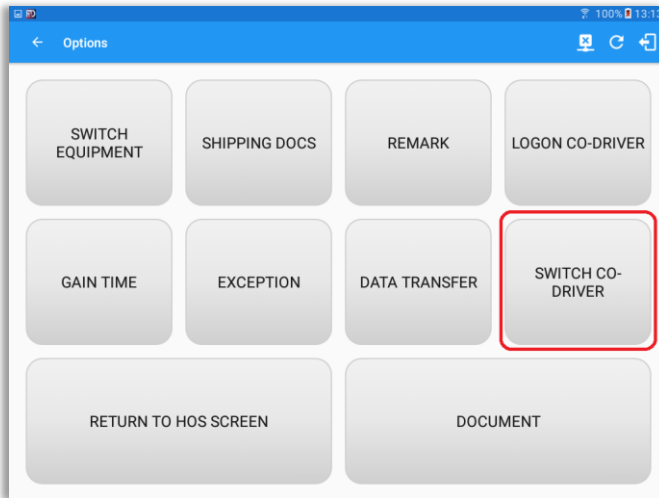 100% 13:13
Options
SWITCH
EQUIPMENT
SHIPPING DOCS
REMARK
LOGON CO-DRIVER
GAIN TIME
EXCEPTION
DATA TRANSFER
SWITCH CO-
DRIVER
RETURN TO HOS SCREEN
DOCUMENT